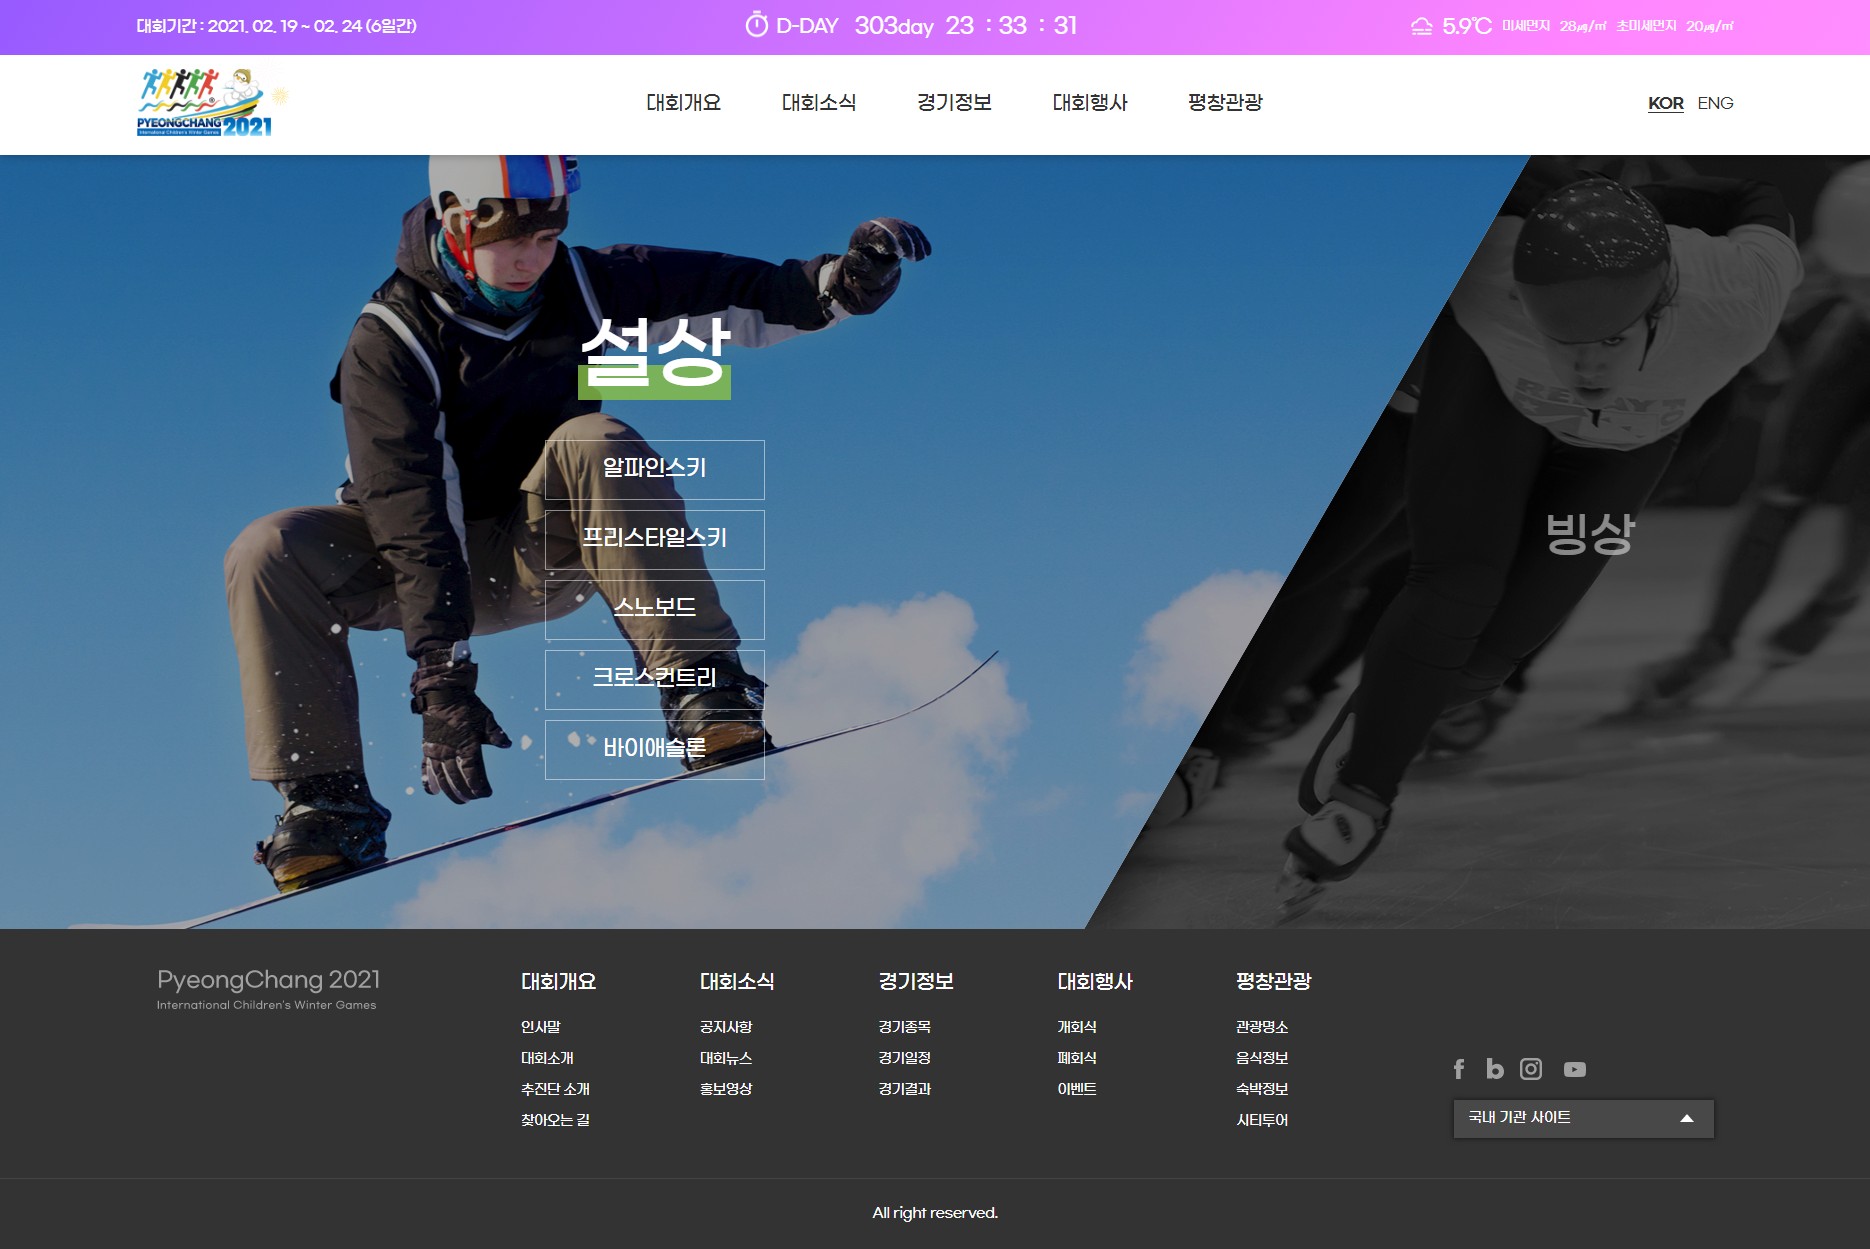 대회기간 : 2021. 02. 19 ~ 02. 24 (6일간)
D-DAY 303day 23 : 33 : 31
5.9℃ 미세먼지 28㎍/㎥ 초미세먼지 20㎍/㎥
PYEONGCHANG 2021
International Children's Winter Games
대회개요 대회소식 경기정보 대회행사 평창관광
KOR ENG
설상
알파인스키
프리스타일스키
스노보드
크로스컨트리
바이애슬론
빙상
PyeongChang 2021
International Children's Winter Games
대회개요
인사말
대회소개
추진단 소개
찾아오는 길
대회소식
공지사항
대회뉴스
홍보영상
경기정보
경기종목
경기일정
경기결과
대회행사
개회식
폐회식
이벤트
평창관광
관광명소
음식정보
숙박정보
시티투어
국내 기관 사이트
All right reserved.